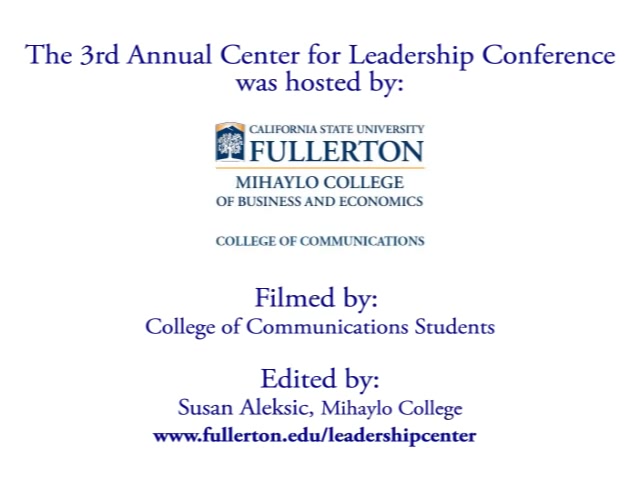 The 3rd Annual Center for Leadership Conference
was hosted by:
CALIFORNIA STATE UNIVERSITY
FULLERTON
MIHAYLO COLLEGE
OF BUSINESS AND ECONOMICS
COLLEGE OF COMMUNICATIONS
Filmed by:
College of Communications Students
Edited by:
Susan Aleksic, Mihaylo College
www.fullerton.edu/leadershipcenter